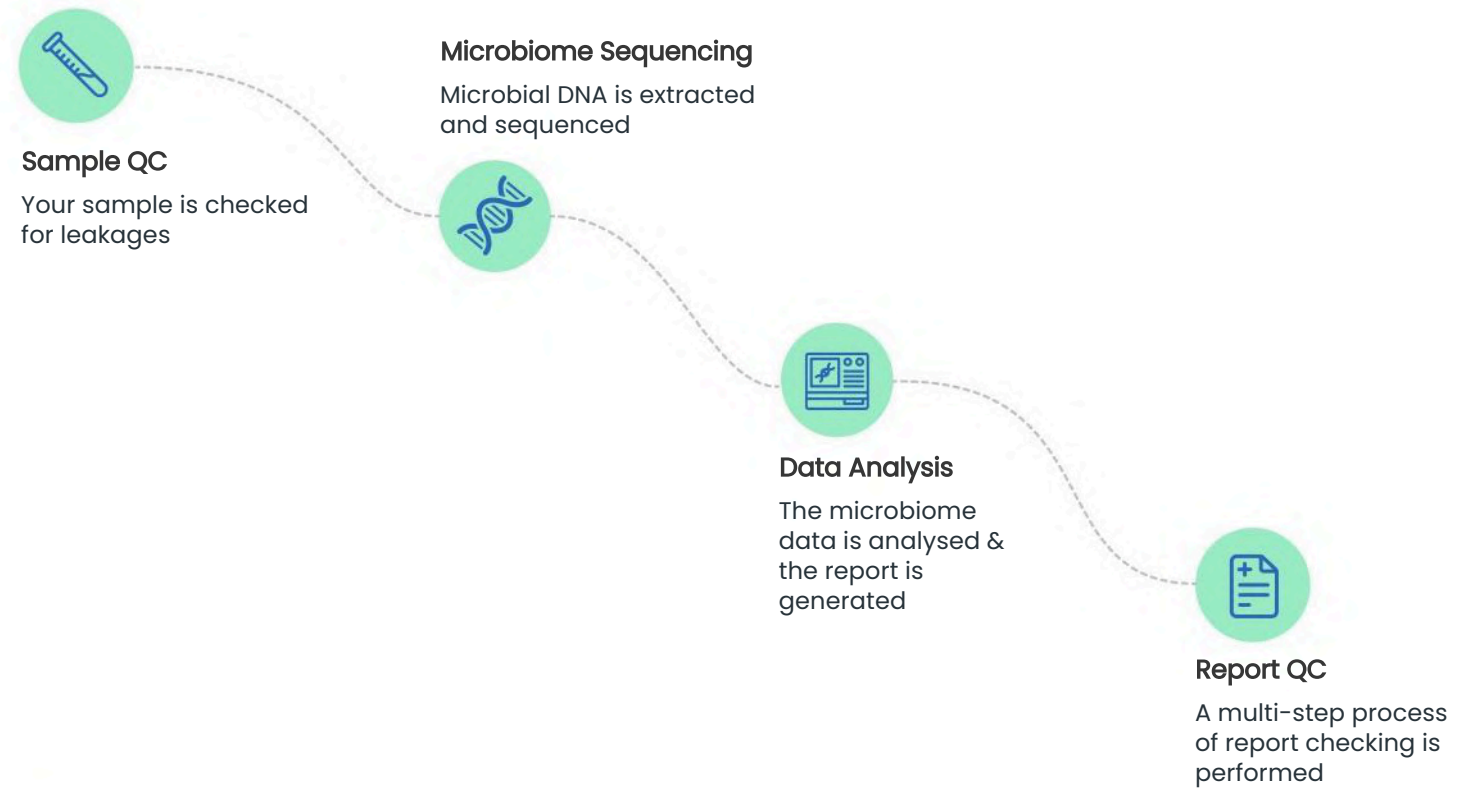 Sample QC
Your sample is checked
for leakages
Microbiome Sequencing
Microbial DNA is extracted
and sequenced
Data Analysis
The microbiome
data is analysed &
the report is
generated
Report QC
A multi-step process
of report checking is
performed